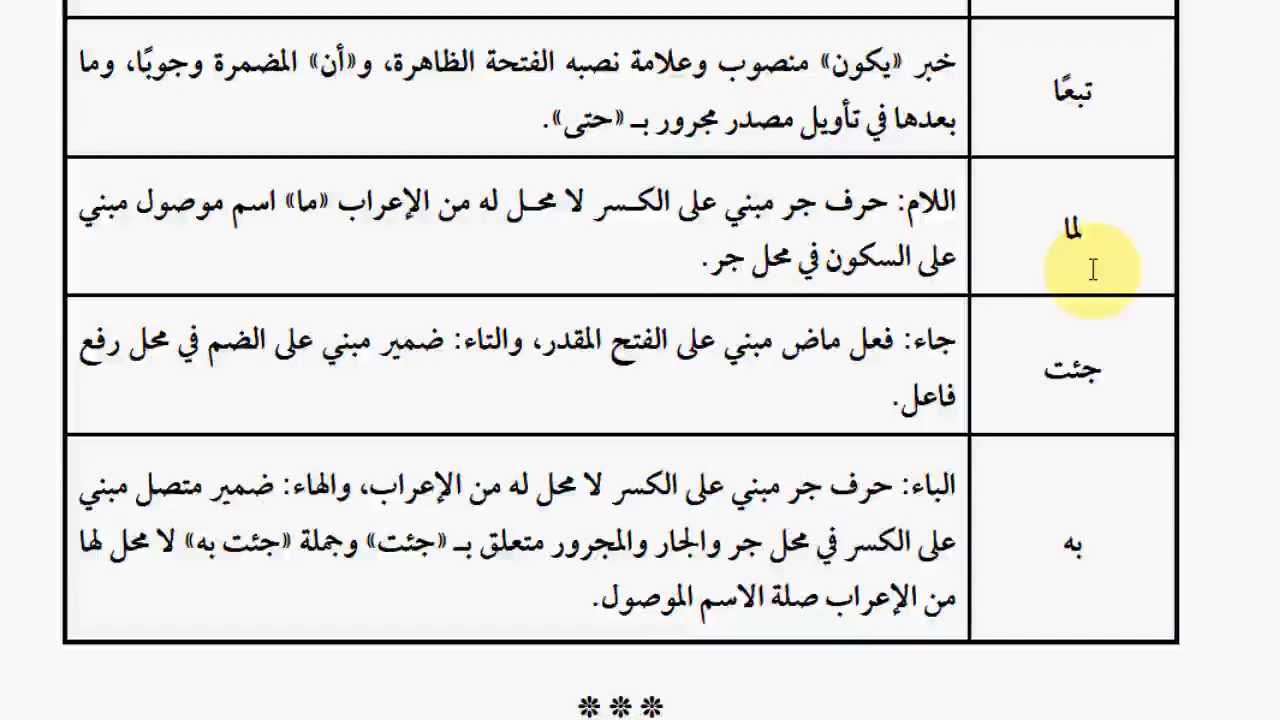 خبر «يكون» منصوب وعلامة نصبه الفتحة الظاهرة، و«أن» المضمرة وجوبًا، وما
تبعًا
بعدها في تأويل مصدر مجرور بـ «حتى».
اللام: حرف جر مبني على الكسر لا محل له من الإعراب «ما» اسم موصول مبني
لما
على السكون في محل جر.
جاء: فعل ماض مبني على الفتح المقدر، والتاء: ضمير مبني على الضم في محل رفع
جئت
فاعل.
الباء: حرف جر مبني على الكسر لا محل له من الإعراب، والهاء: ضمير متصل مبني
به
على الكسر في محل جر والجار والمجرور متعلق بـ «جئت» وجملة «جئت به» لا محل لها
من الإعراب صلة الاسم الموصول.